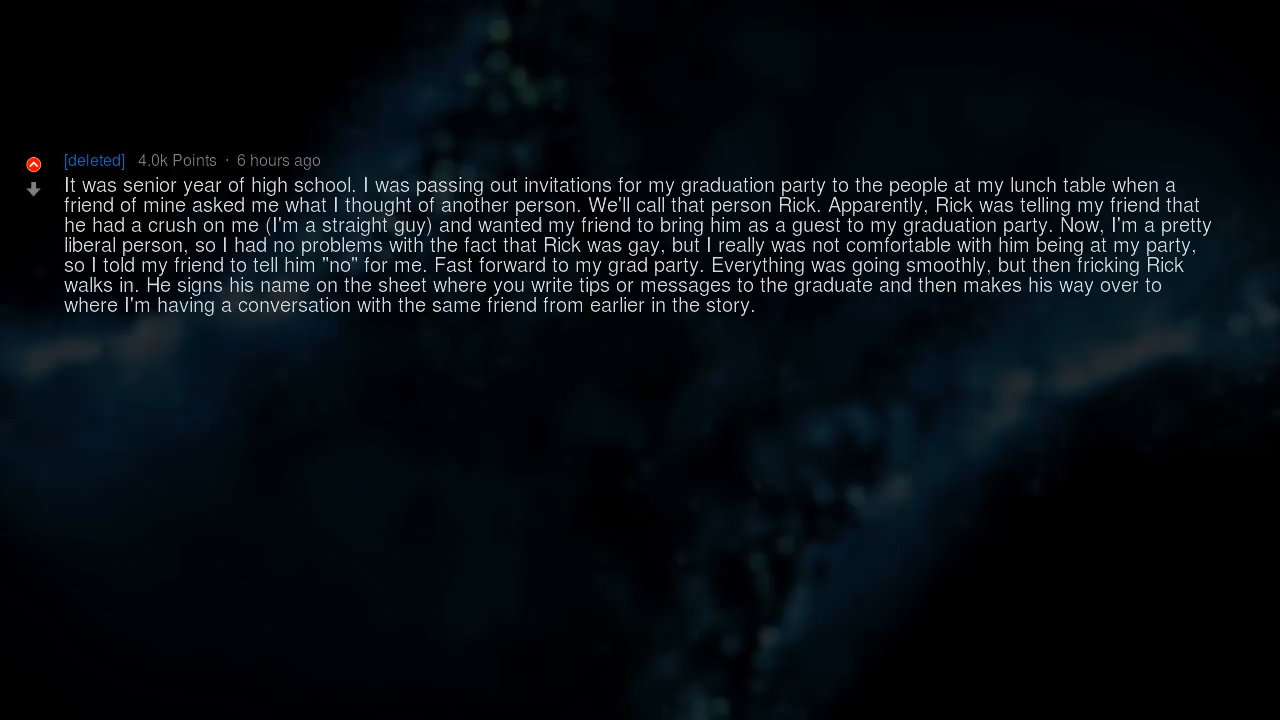 [deleted] 4.0k Points · 6 hours ago
It was senior year of high school. I was passing out invitations for my graduation party to the people at my lunch table when a
friend of mine asked me what I thought of another person. We'll call that person Rick. Apparently, Rick was telling my friend that
he had a crush on me (I'm a straight guy) and wanted my friend to bring him as a guest to my graduation party. Now, I'm a pretty
liberal person, so I had no problems with the fact that Rick was gay, but I really was not comfortable with him being at my party,
so I told my friend to tell him "no" for me. Fast forward to my grad party. Everything was going smoothly, but then fricking Rick
walks in. He signs his name on the sheet where you write tips or messages to the graduate and then makes his way over to
where I'm having a conversation with the same friend from earlier in the story.